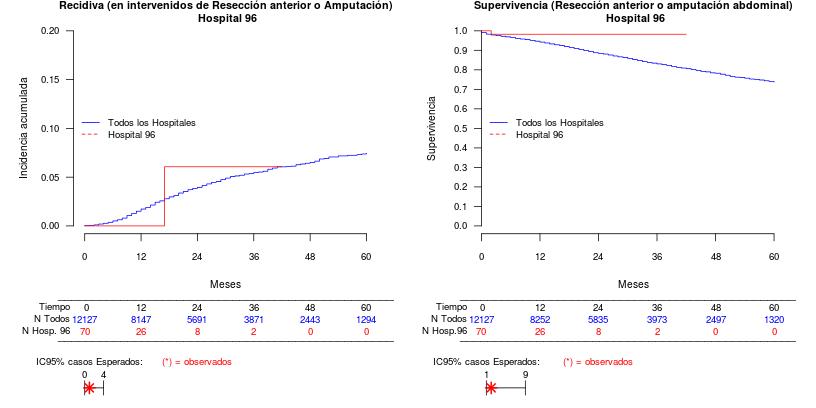 Recidiva (en intervenidos de Resección anterior o Amputación)
Hospital 96
0.20
0.15
0.10
0.05
0.00
Incidencia acumulada
Todos los Hospitales
Hospital 96
0 12 24 36 48 60
Meses
Tiempo 0 12 24 36 48 60
N Todos 12127 8147 5691 3871 2443 1294
N Hosp. 96 70 26 8 2 0 0
IC95% casos Esperados: (*) = observados
0 4
Supervivencia (Resección anterior o amputación abdominal)
Hospital 96
1.0
0.9
0.8
0.7
0.6
0.5
0.4
0.3
0.2
0.1
0.0
Supervivencia
Todos los Hospitales
Hospital 96
0 12 24 36 48 60
Meses
Tiempo 0 12 24 36 48 60
N Todos 12127 8252 5835 3973 2497 1320
N Hosp.96 70 26 8 2 0 0
IC95% casos Esperados: (*) = observados
1 9